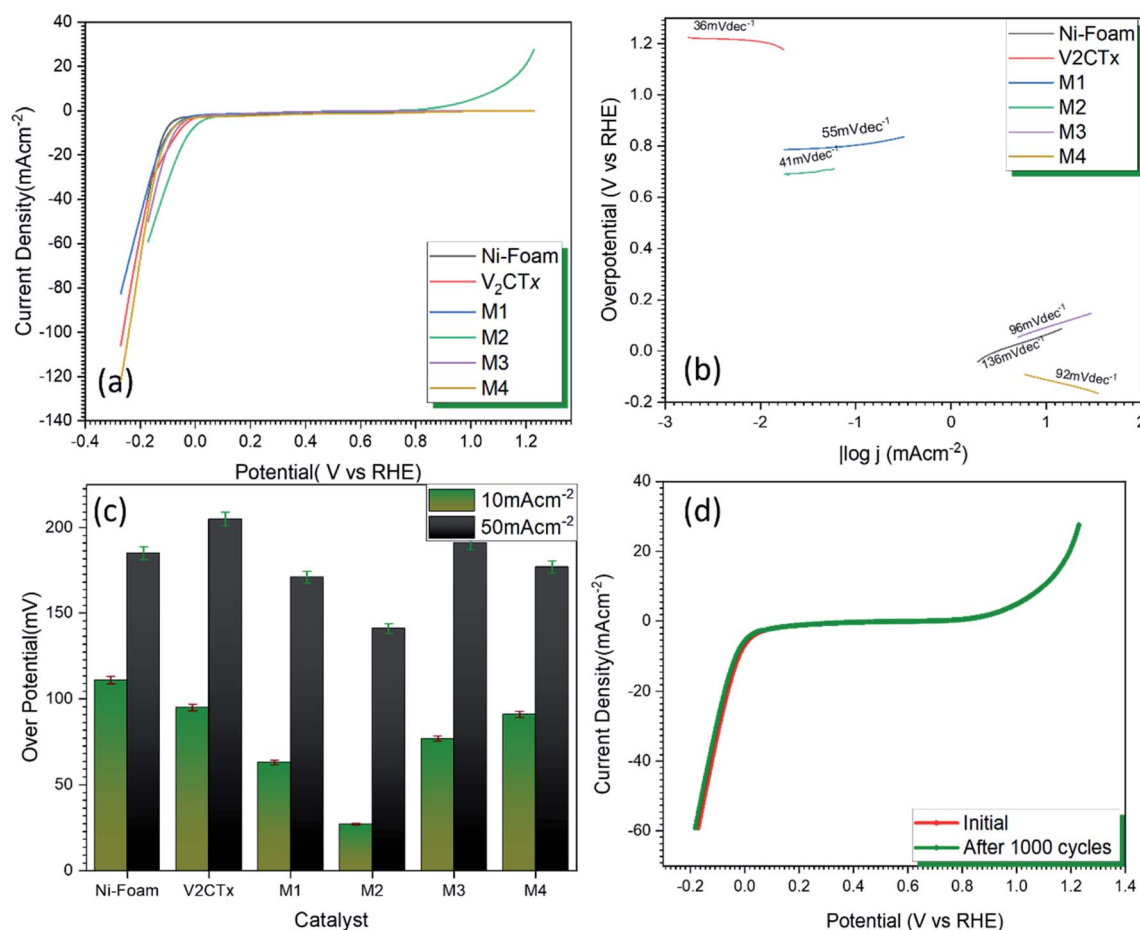 (a)
40
20
0
-20
-40
-60
-80
-100
-120
-140
Current Density(mAcm⁻²)
Ni-Foam
V₂CTx
M1
M2
M3
M4
-0.4 -0.2 0.0 0.2 0.4 0.6 0.8 1.0 1.2
Potential( V vs RHE)
(b)
1.2
1.0
0.8
0.6
0.4
0.2
0.0
-0.2
Overpotential (V vs RHE)
36mVdec⁻¹
55mVdec⁻¹
41mVdec⁻¹
96mVdec⁻¹
136mVdec⁻¹
92mVdec⁻¹
Ni-Foam
V2CTx
M1
M2
M3
M4
-3 -2 -1 0 1 2
|log j (mAcm⁻²)
(c)
10mAcm⁻²
50mAcm⁻²
200
150
100
50
0
Over Potential(mV)
Ni-Foam V2CTx M1 M2 M3 M4
Catalyst
(d)
40
20
0
-20
-40
-60
Current Density(mAcm⁻²)
Initial
After 1000 cycles
-0.2 0.0 0.2 0.4 0.6 0.8 1.0 1.2 1.4
Potential (V vs RHE)